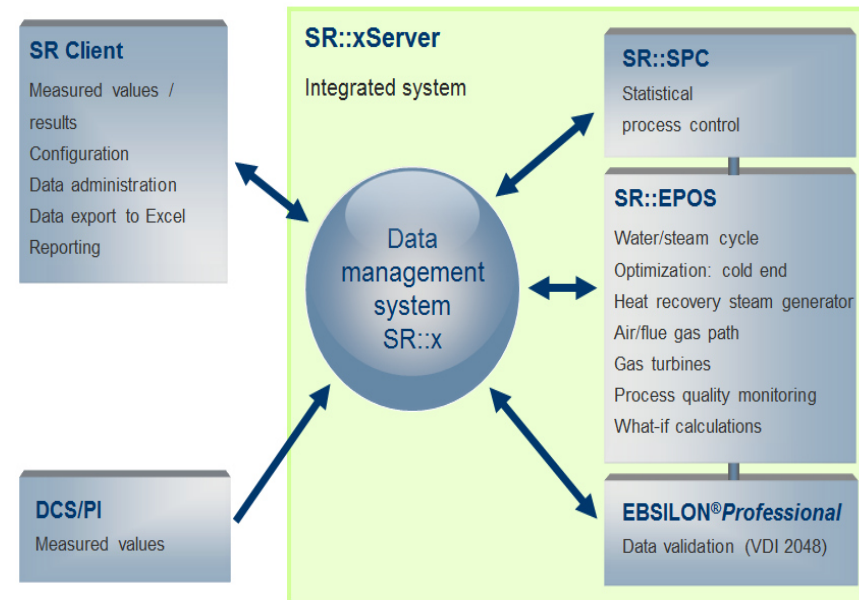 SR Client
Measured values /
results
Configuration
Data administration
Data export to Excel
Reporting
DCS/PI
Measured values
SR::xServer
Integrated system
Data
management
system
SR::x
SR::SPC
Statistical
process control
SR::EPOS
Water/steam cycle
Optimization: cold end
Heat recovery steam generator
Air/flue gas path
Gas turbines
Process quality monitoring
What-if calculations
EBSILON®Professional
Data validation (VDI 2048)